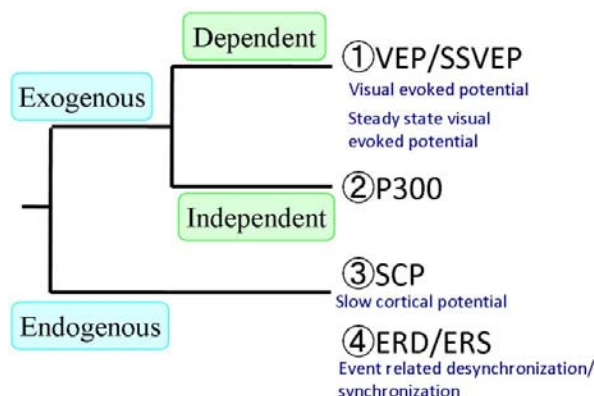 Dependent
①VEP/SSVEP
Visual evoked potential
Exogenous
Steady state visual
evoked potential
②P300
Independent
③SCP
Slow cortical potential
Endogenous
④ERD/ERS
Event related desynchronization/
synchronization